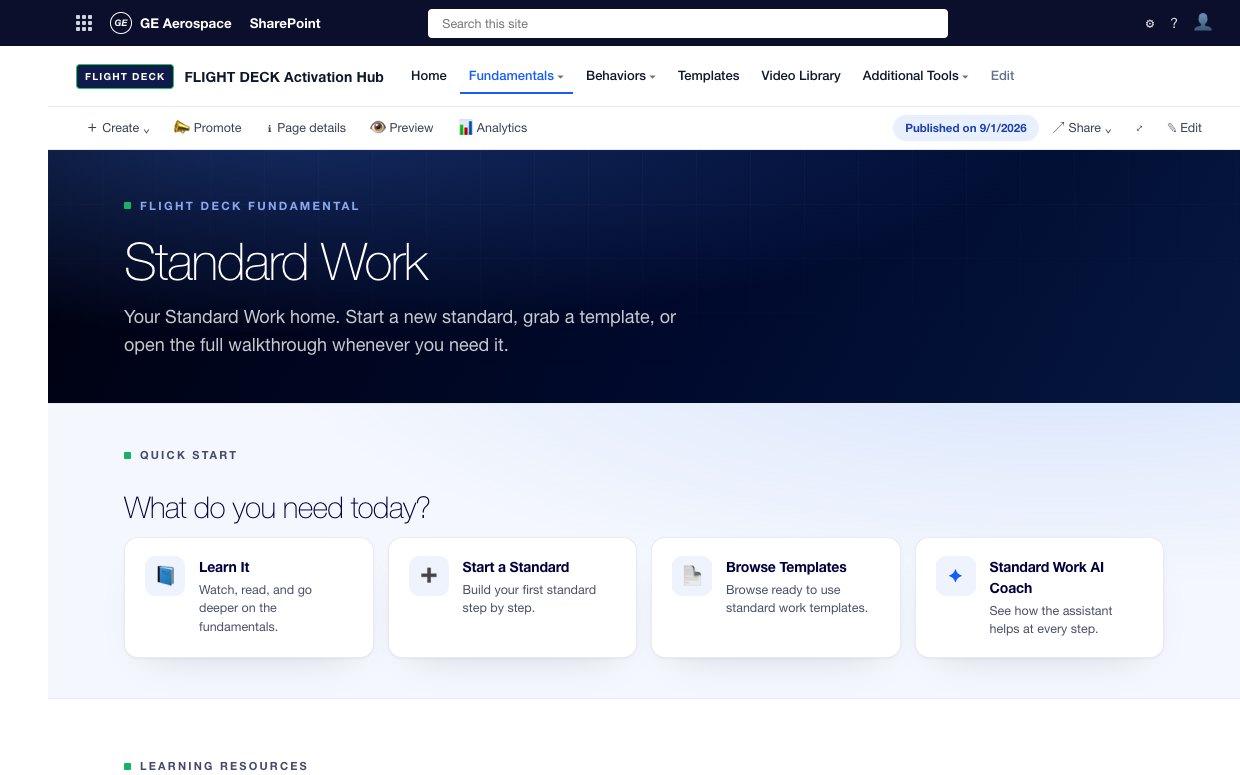 GE GE Aerospace SharePoint Search this site ?
FLIGHT DECK FLIGHT DECK Activation Hub Home Fundamentals Behaviors Templates Video Library Additional Tools Edit
+ Create Promote i Page details Preview Analytics Published on 9/1/2026 Share Edit
FLIGHT DECK FUNDAMENTAL
Standard Work
Your Standard Work home. Start a new standard, grab a template, or
open the full walkthrough whenever you need it.
QUICK START
What do you need today?
Learn It
Watch, read, and go
deeper on the
fundamentals.
Start a Standard
Build your first standard
step by step.
Browse Templates
Browse ready to use
standard work templates.
Standard Work AI
Coach
See how the assistant
helps at every step.
LEARNING RESOURCES